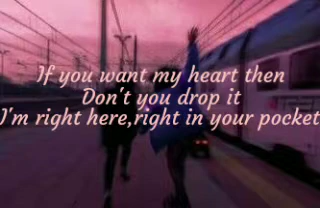 If you want my heart then
Don't you drop it
I'm right here,right in your pocket